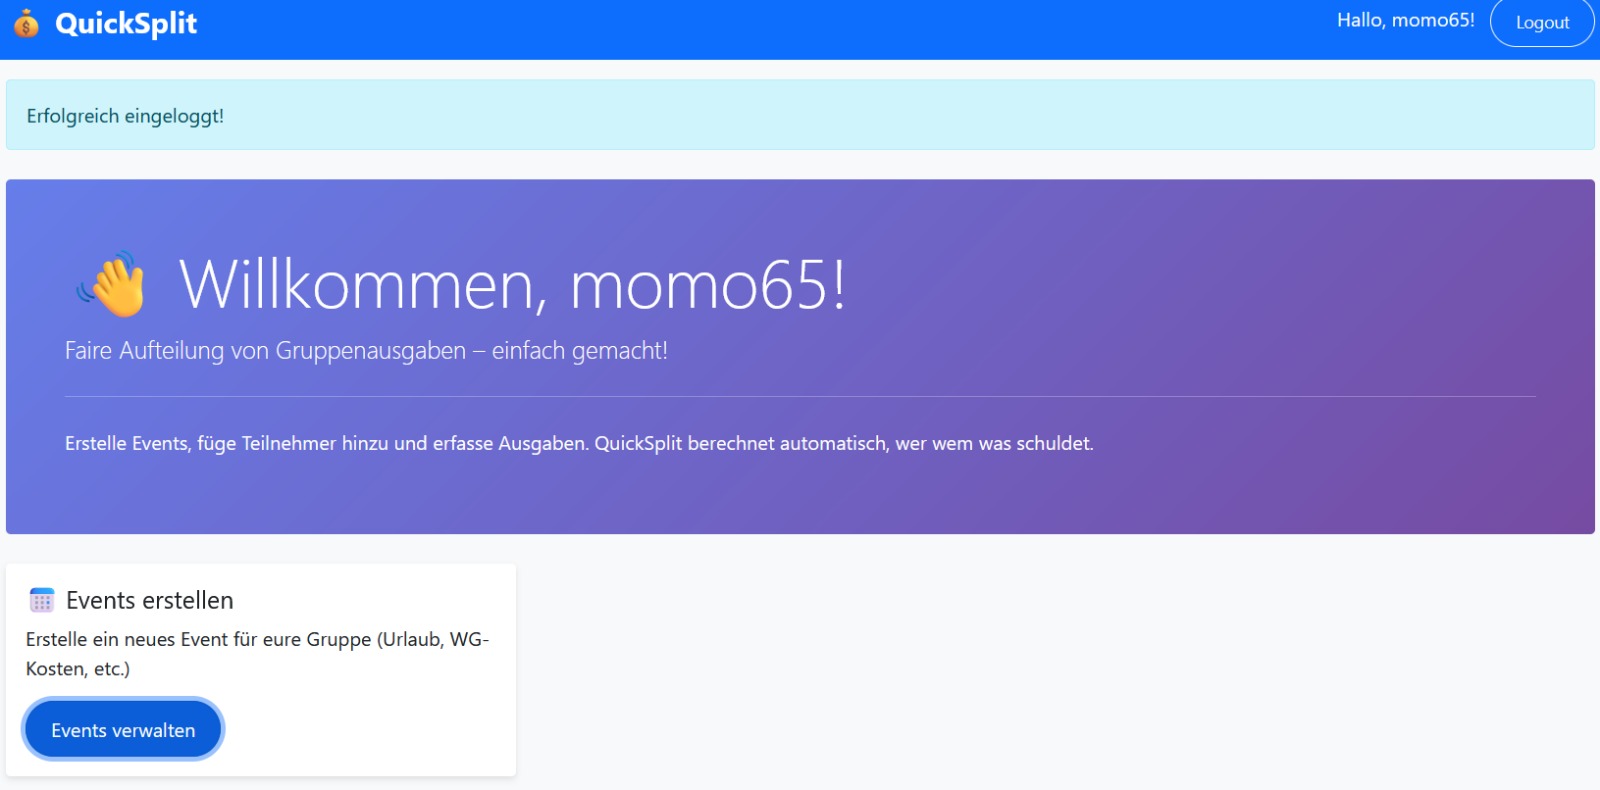 QuickSplit
Hallo, momo65!
Logout
Erfolgreich eingeloggt!
Willkommen, momo65!
Faire Aufteilung von Gruppenausgaben – einfach gemacht!
Erstelle Events, füge Teilnehmer hinzu und erfasse Ausgaben. QuickSplit berechnet automatisch, wer wem was schuldet.
Events erstellen
Erstelle ein neues Event für eure Gruppe (Urlaub, WG-
Kosten, etc.)
Events verwalten